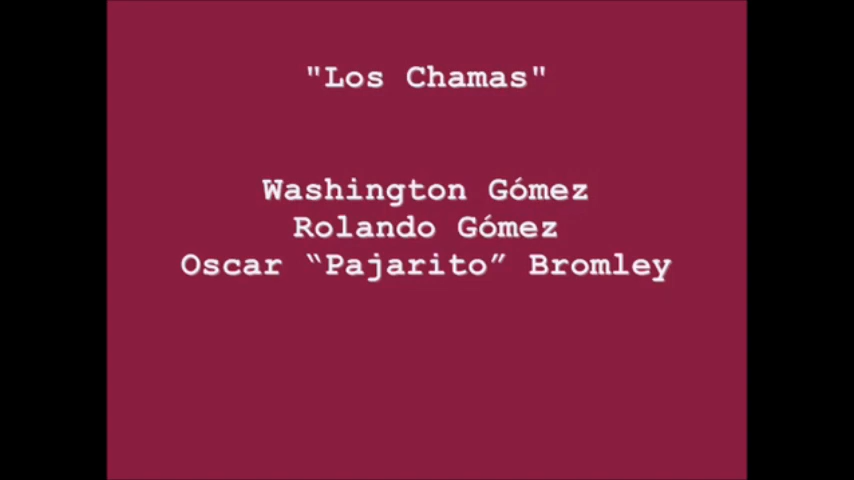 "Los Chamas"
Washington Gómez
Rolando Gómez
Oscar “Pajarito” Bromley